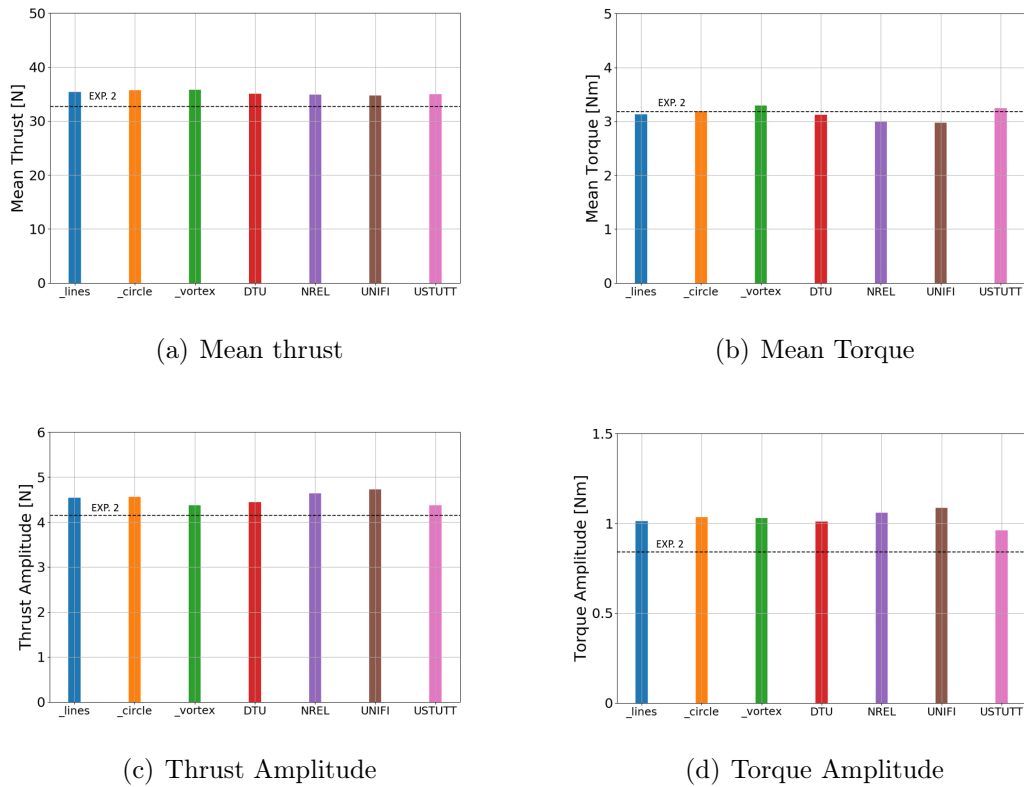 Mean Thrust [N]
50
40
30
20
10
0
EXP. 2
_lines _circle _vortex DTU NREL UNIFI USTUTT
(a) Mean thrust
Mean Torque [Nm]
5
4
3
2
1
0
EXP. 2
_lines _circle _vortex DTU NREL UNIFI USTUTT
(b) Mean Torque
Thrust Amplitude [N]
6
5
4
3
2
1
0
EXP. 2
_lines _circle _vortex DTU NREL UNIFI USTUTT
(c) Thrust Amplitude
Torque Amplitude [Nm]
1.5
1
0.5
0
EXP. 2
_lines _circle _vortex DTU NREL UNIFI USTUTT
(d) Torque Amplitude